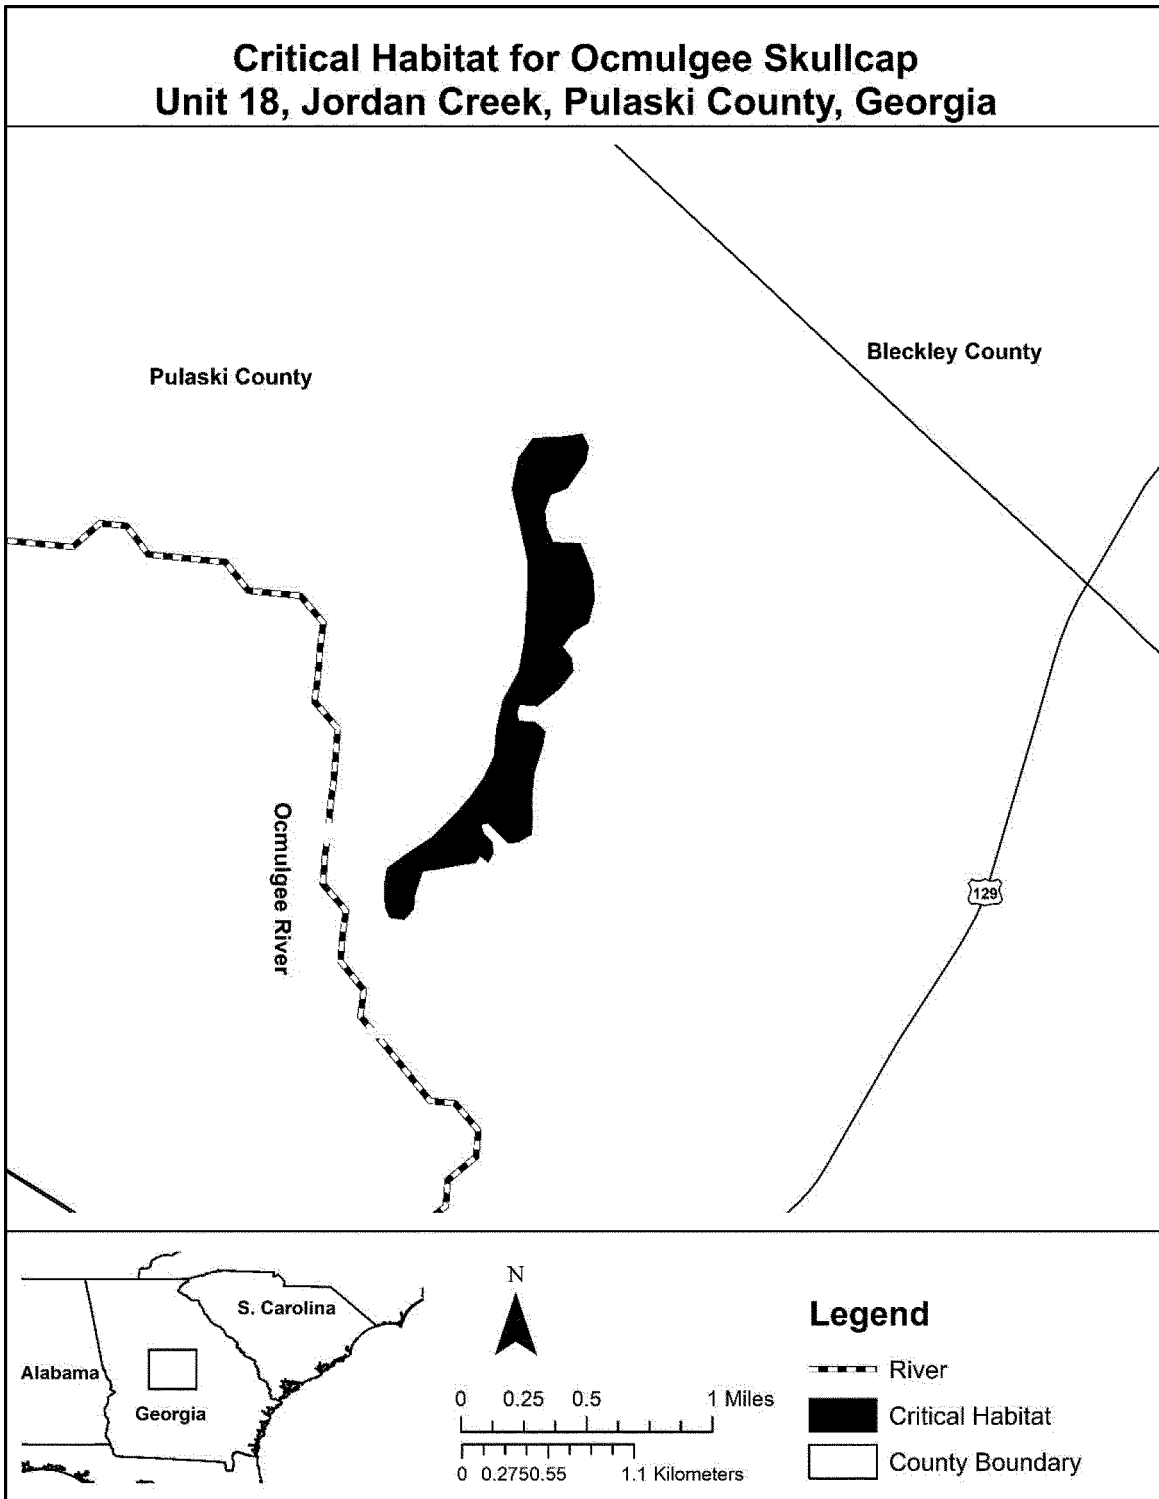 Critical Habitat for Ocmulgee Skullcap
Unit 18, Jordan Creek, Pulaski County, Georgia
Bleckley County
Pulaski County
Ocmulgee River
129
S. Carolina
Alabama
Georgia
N
0 0.25 0.5 1 Miles
0 0.2750.55 1.1 Kilometers
Legend
River
Critical Habitat
County Boundary